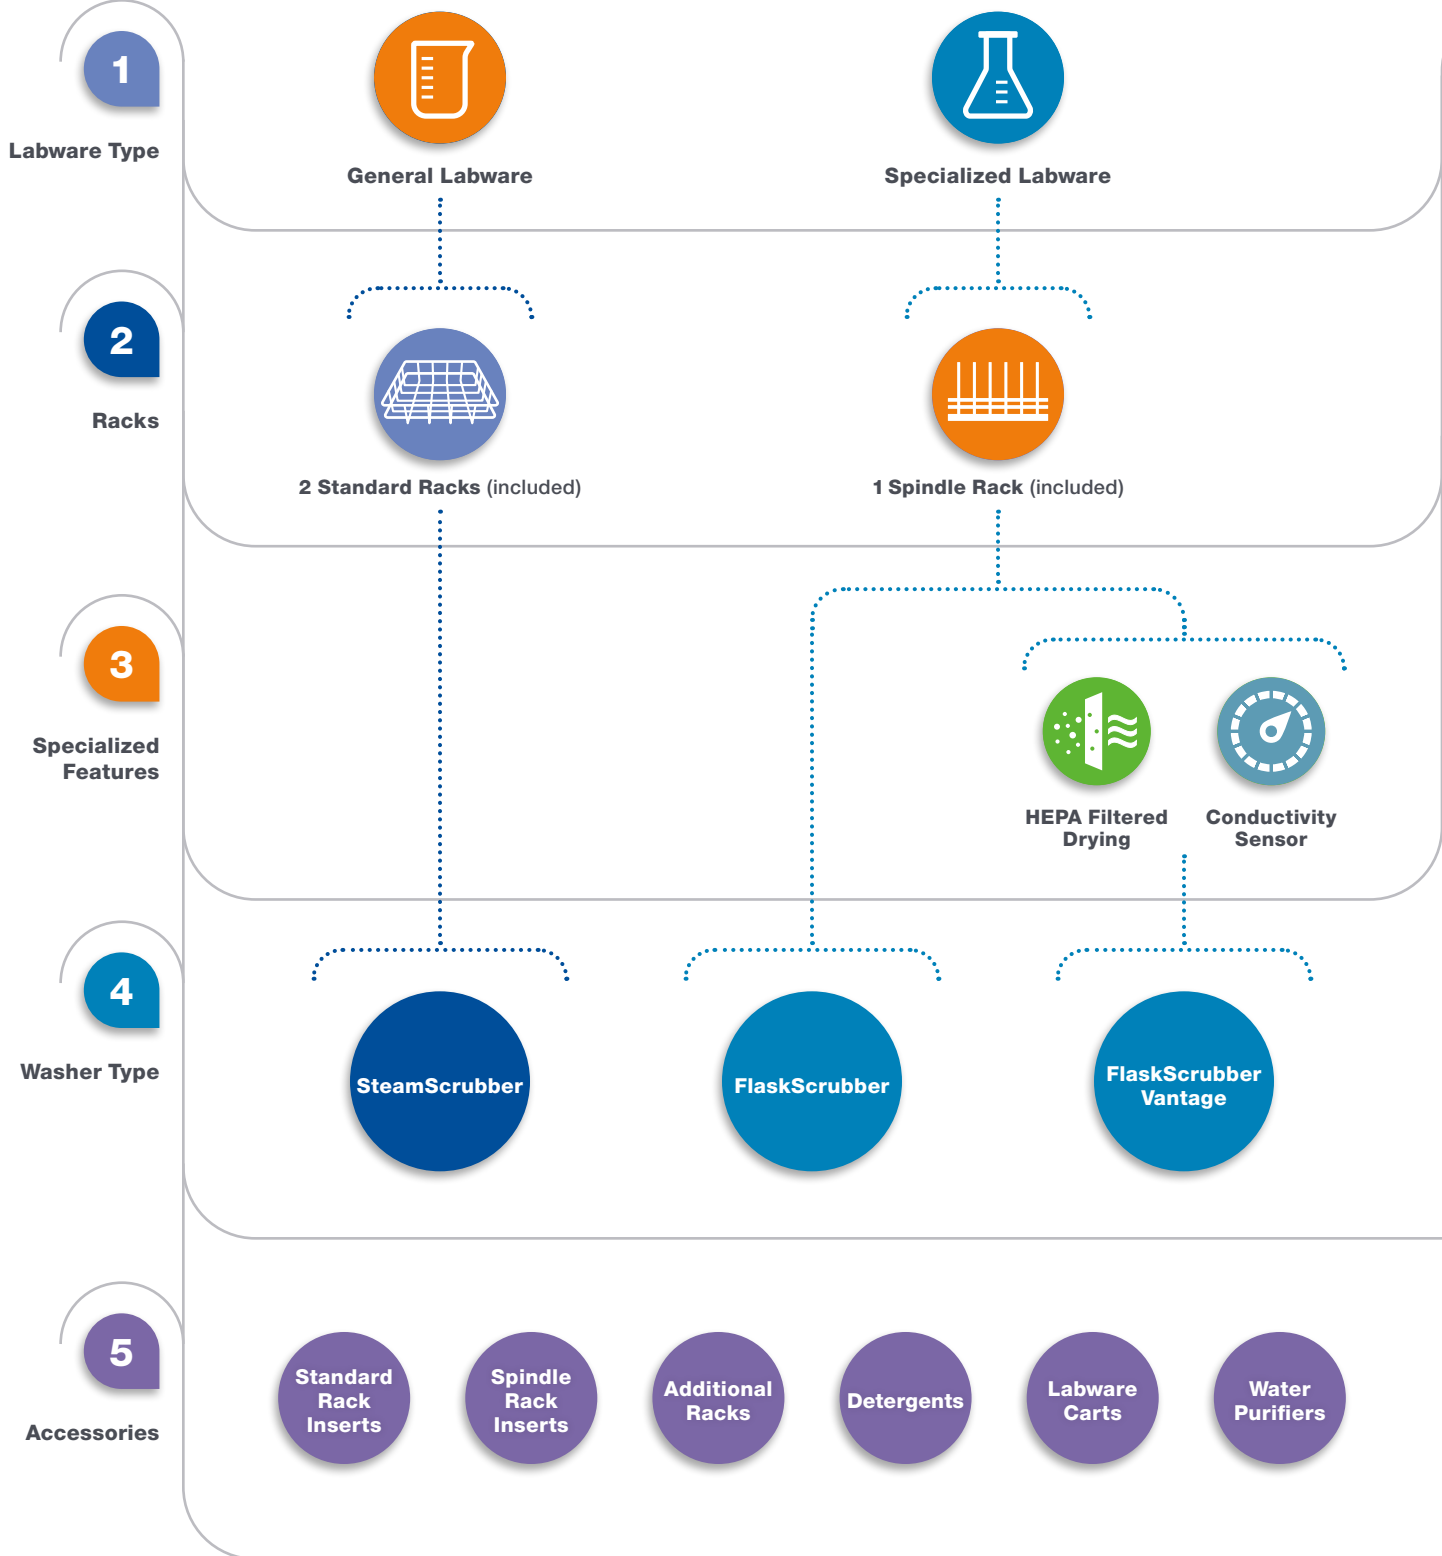 1
Labware Type
General Labware
Specialized Labware
2
Racks
2 Standard Racks (included)
1 Spindle Rack (included)
3
Specialized
Features
HEPA Filtered
Drying
Conductivity
Sensor
4
Washer Type
SteamScrubber
FlaskScrubber
FlaskScrubber
Vantage
5
Accessories
Standard
Rack
Inserts
Spindle
Rack
Inserts
Additional
Racks
Detergents
Labware
Carts
Water
Purifiers